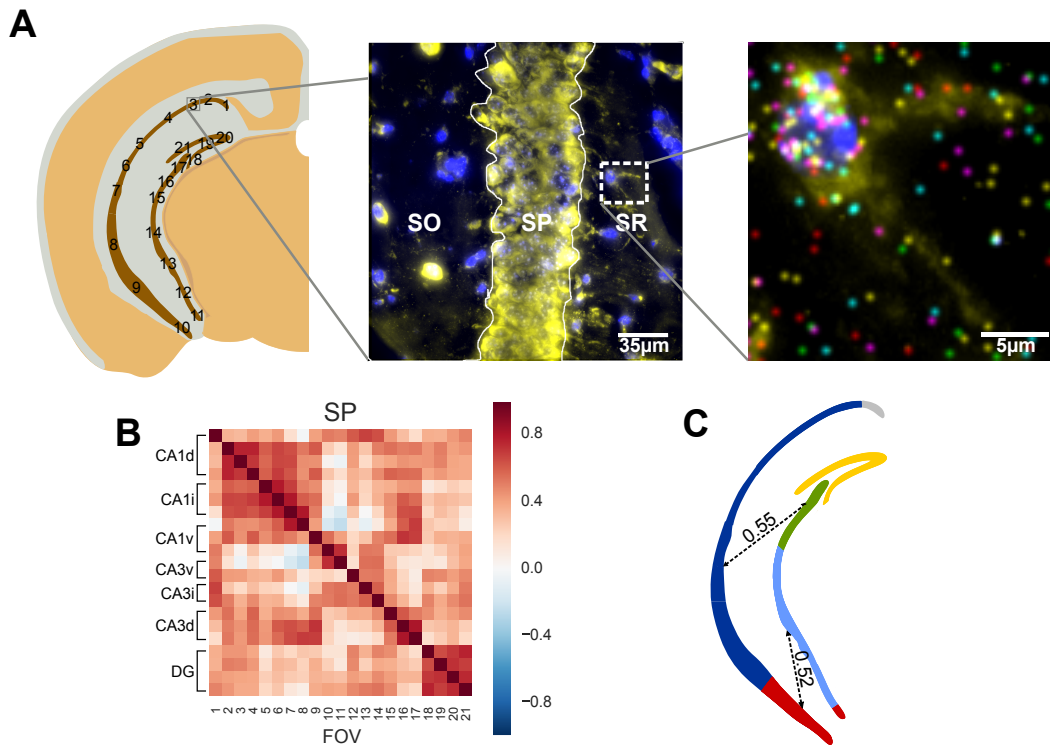 A
1
2
3
4
5
6
7
8
9
10
11
12
13
14
15
16
17
18
19
20
21
SO
SP
SR
35µm
5µm
B
SP
CA1d
CA1i
CA1v
CA3v
CA3i
CA3d
DG
1 2 3 4 5 6 7 8 9 10 11 12 13 14 15 16 17 18 19 20 21
FOV
0.8
0.4
0.0
−0.4
−0.8
C
0.55
0.52